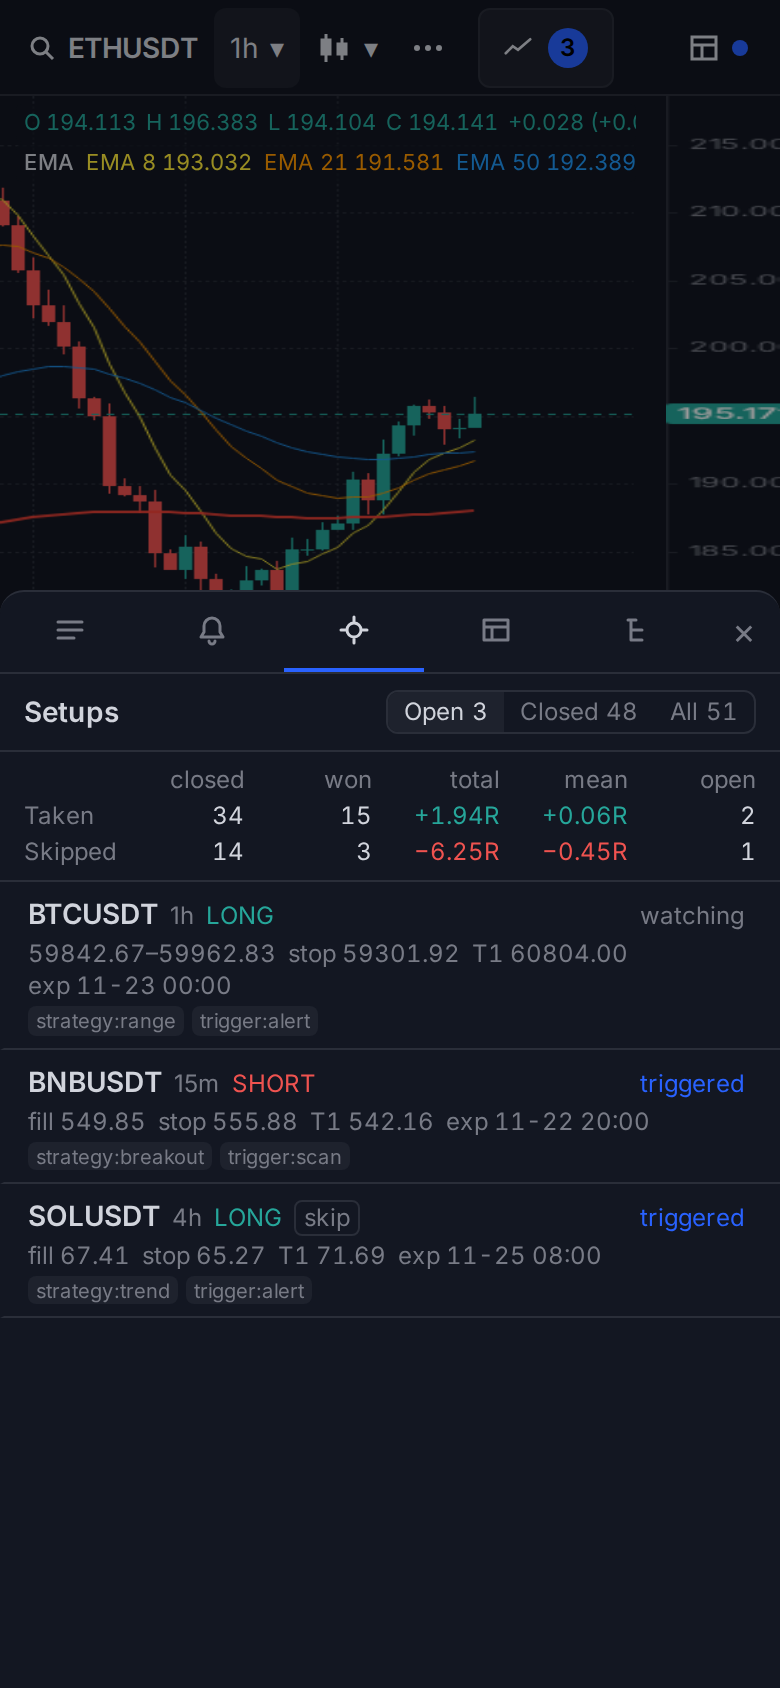 ETHUSDT 1h ▾ ▾ ••• 3
O 194.113 H 196.383 L 194.104 C 194.141 +0.028 (+0.0
EMA EMA 8 193.032 EMA 21 191.581 EMA 50 192.389
215.00
210.00
205.00
200.00
195.17
190.00
185.00
×
Setups Open 3 Closed 48 All 51
closed won total mean open
Taken 34 15 +1.94R +0.06R 2
Skipped 14 3 −6.25R −0.45R 1
BTCUSDT 1h LONG watching
59842.67–59962.83 stop 59301.92 T1 60804.00
exp 11-23 00:00
strategy:range trigger:alert
BNBUSDT 15m SHORT triggered
fill 549.85 stop 555.88 T1 542.16 exp 11-22 20:00
strategy:breakout trigger:scan
SOLUSDT 4h LONG skip triggered
fill 67.41 stop 65.27 T1 71.69 exp 11-25 08:00
strategy:trend trigger:alert